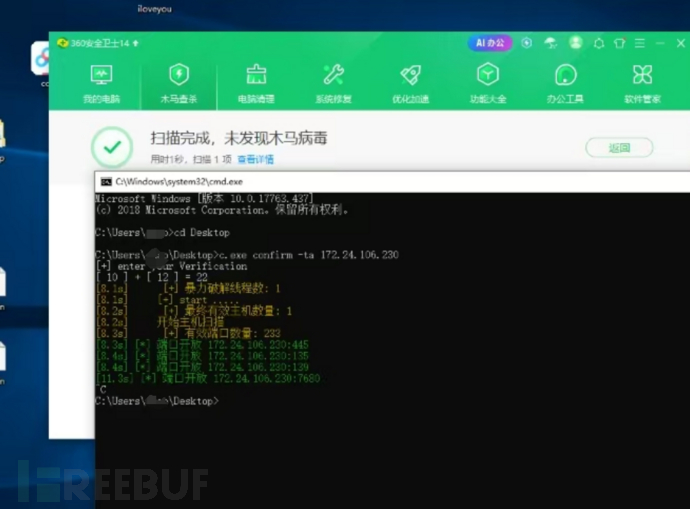 iloveyou
360安全卫士14
AI 办公
我的电脑
木马查杀
电脑清理
系统修复
优化加速
功能大全
办公工具
软件管家
扫描完成，未发现木马病毒
用时1秒，扫描 1 项 查看详情
返回
C:\Windows\system32\cmd.exe
Microsoft Windows [版本 10.0.17763.437]
(c) 2018 Microsoft Corporation。保留所有权利。
C:\Users\ >cd Desktop
C:\Users\ \Desktop>c.exe confirm -ta 172.24.106.230
[+] enter your Verification
[ 10 ] + [ 12 ] = 22
[8.1s] [+] 暴力破解线程数: 1
[8.1s] [+] start .....
[8.2s] [+] 最终有效主机数量: 1
[8.2s] 开始主机扫描
[8.3s] [+] 有效端口数量: 233
[8.3s] [*] 端口开放 172.24.106.230:445
[8.4s] [*] 端口开放 172.24.106.230:135
[8.4s] [*] 端口开放 172.24.106.230:139
[11.3s] [*] 端口开放 172.24.106.230:7680
^C
C:\Users\ \Desktop>
FREEBUF